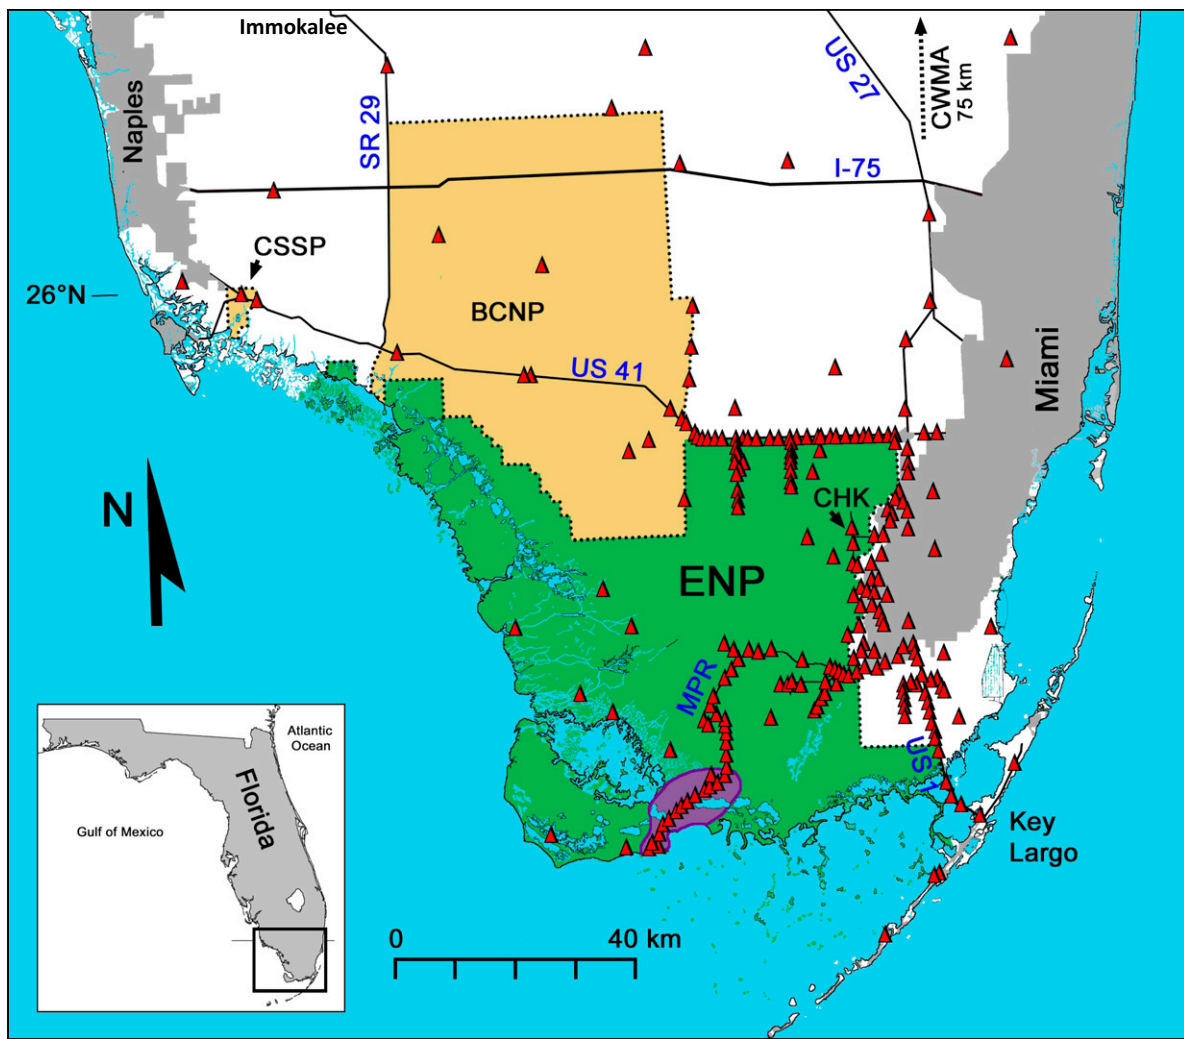 Immokalee
Naples
SR 29
US 27
CWMA
75 km
I-75
CSSP
26°N
BCNP
US 41
Miami
CHK
N
ENP
MPR
US 1
Key
Largo
Atlantic
Ocean
Florida
Gulf of Mexico
0 40 km